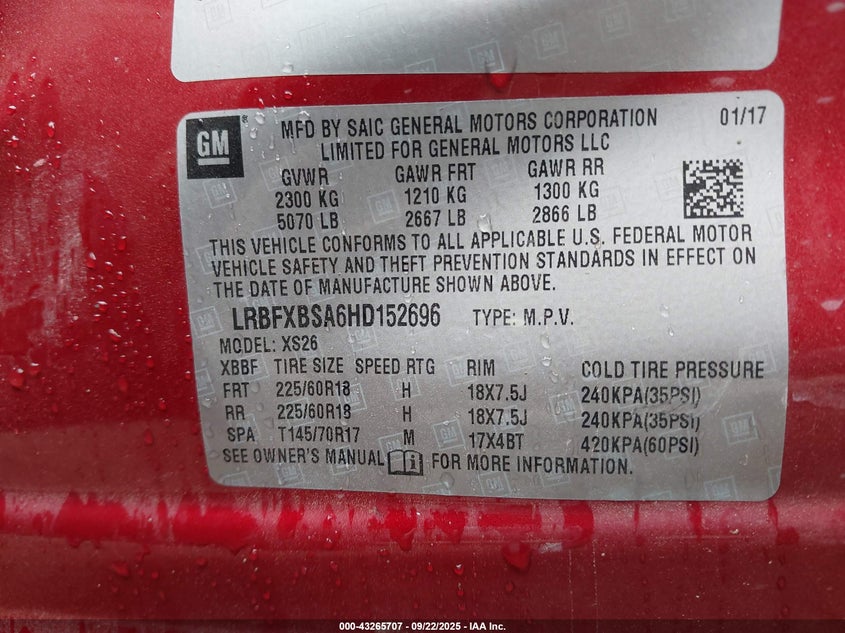 GM
MFD BY SAIC GENERAL MOTORS CORPORATION 01/17
LIMITED FOR GENERAL MOTORS LLC
GVWR GAWR FRT GAWR RR
2300 KG 1210 KG 1300 KG
5070 LB 2667 LB 2866 LB
THIS VEHICLE CONFORMS TO ALL APPLICABLE U.S. FEDERAL MOTOR
VEHICLE SAFETY AND THEFT PREVENTION STANDARDS IN EFFECT ON
THE DATE OF MANUFACTURE SHOWN ABOVE.
LRBFXBSA6HD152696 TYPE: M.P.V.
MODEL: XS26
XBBF TIRE SIZE SPEED RTG RIM COLD TIRE PRESSURE
FRT 225/60R18 H 18X7.5J 240KPA(35PSI)
RR 225/60R18 H 18X7.5J 240KPA(35PSI)
SPA T145/70R17 M 17X4BT 420KPA(60PSI)
SEE OWNER'S MANUAL FOR MORE INFORMATION.
000-43265707 - 09/22/2025 - IAA Inc.